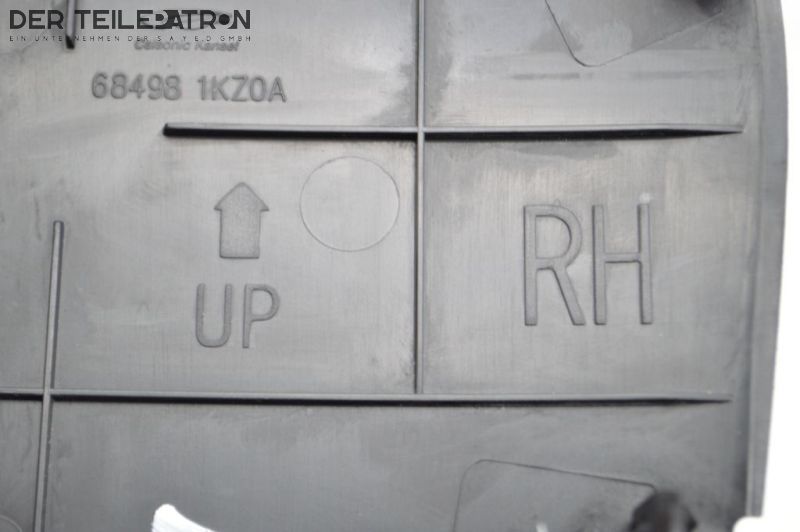 DER TEILEPATRON
EIN UNTERNEHMEN DER S A Y E D GMBH
Calsonic Kansei
68498 1KZ0A
UP
RH